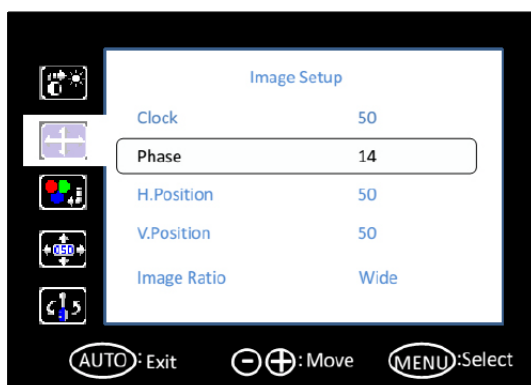 Image Setup
Clock 50
Phase 14
H.Position 50
V.Position 50
Image Ratio Wide
OSD
AUTO: Exit
: Move
MENU:Select